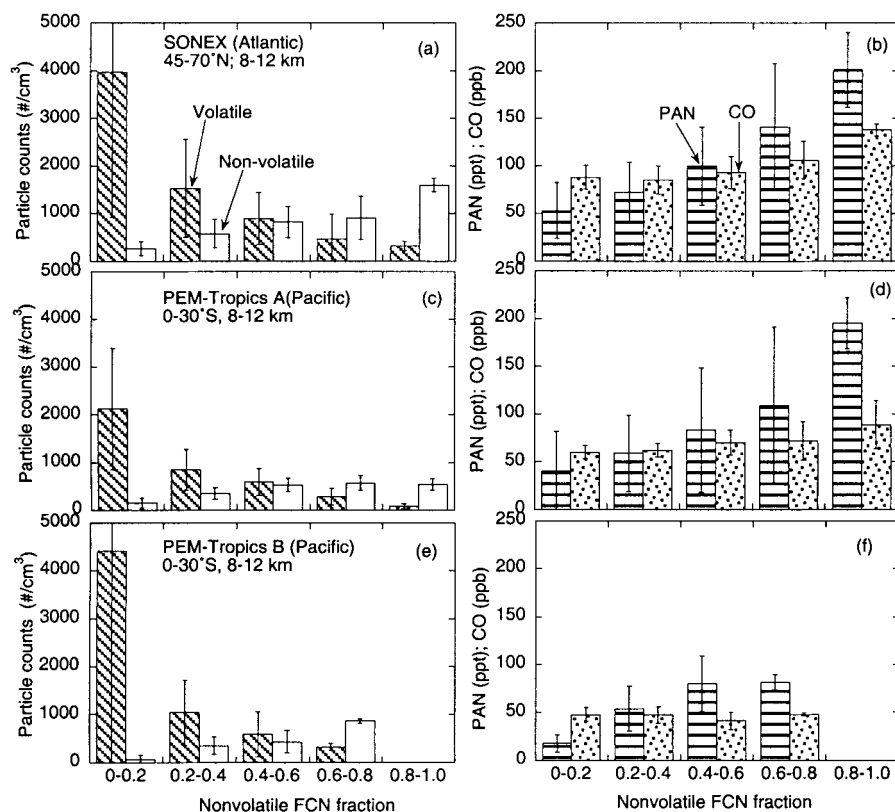 5000
4000
3000
2000
1000
0
Particle counts (#/cm3)
SONEX (Atlantic)
45-70°N; 8-12 km
(a)
Volatile
Non-volatile
250
200
150
100
50
0
PAN (ppt) ; CO (ppb)
(b)
PAN
CO
5000
4000
3000
2000
1000
0
Particle counts (#/cm3)
PEM-Tropics A(Pacific)
0-30°S, 8-12 km
(c)
250
200
150
100
50
0
PAN (ppt); CO (ppb)
(d)
5000
4000
3000
2000
1000
0
Particle counts (#/cm3)
PEM-Tropics B (Pacific)
0-30°S, 8-12 km
(e)
0-0.2 0.2-0.4 0.4-0.6 0.6-0.8 0.8-1.0
Nonvolatile FCN fraction
250
200
150
100
50
0
PAN (ppt); CO (ppb)
(f)
0-0.2 0.2-0.4 0.4-0.6 0.6-0.8 0.8-1.0
Nonvolatile FCN fraction